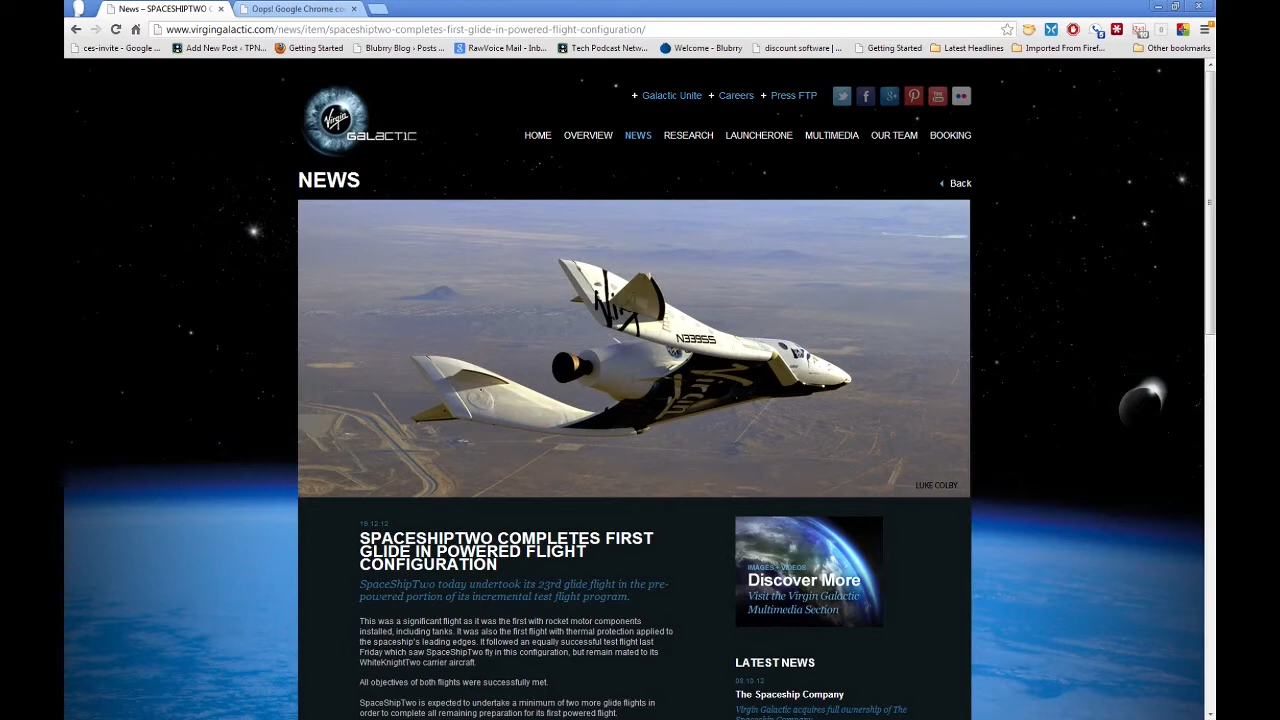 News – SPACESHIPTWO C
Oops! Google Chrome co
www.virgingalactic.com/news/item/spaceshiptwo-completes-first-glide-in-powered-flight-configuration/
ces-invite - Google ...
Add New Post ‹ TPN...
Getting Started
Blubrry Blog › Posts ...
RawVoice Mail - Inb...
Tech Podcast Netw...
Welcome - Blubrry
discount software | ...
Getting Started
Latest Headlines
Imported From Firef...
Other bookmarks
Galactic Unite
Careers
Press FTP
Virgin
GALACTIC
HOME OVERVIEW NEWS RESEARCH LAUNCHERONE MULTIMEDIA OUR TEAM BOOKING
NEWS
Back
N339SS
Virgin
LUKE COLBY
19.12.12
SPACESHIPTWO COMPLETES FIRST
GLIDE IN POWERED FLIGHT
CONFIGURATION
SpaceShipTwo today undertook its 23rd glide flight in the pre-
powered portion of its incremental test flight program.
This was a significant flight as it was the first with rocket motor components
installed, including tanks. It was also the first flight with thermal protection applied to
the spaceship's leading edges. It followed an equally successful test flight last
Friday which saw SpaceShipTwo fly in this configuration, but remain mated to its
WhiteKnightTwo carrier aircraft.
All objectives of both flights were successfully met.
SpaceShipTwo is expected to undertake a minimum of two more glide flights in
order to complete all remaining preparation for its first powered flight.
IMAGES + VIDEOS
Discover More
Visit the Virgin Galactic
Multimedia Section
LATEST NEWS
08.10.12
The Spaceship Company
Virgin Galactic acquires full ownership of The
Spaceship Company